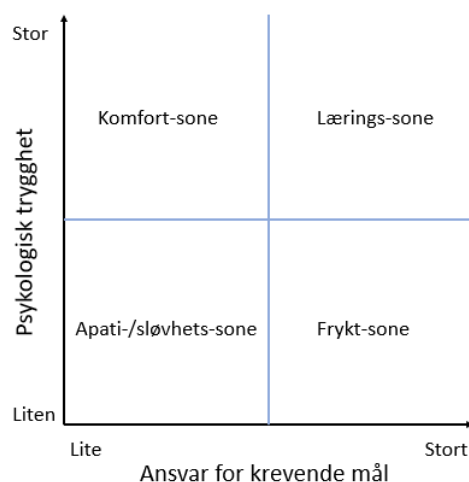 Stor
Komfort-sone
Lærings-sone
Psykologisk trygghet
Apati-/sløvhets-sone
Frykt-sone
Liten
Lite
Stort
Ansvar for krevende mål